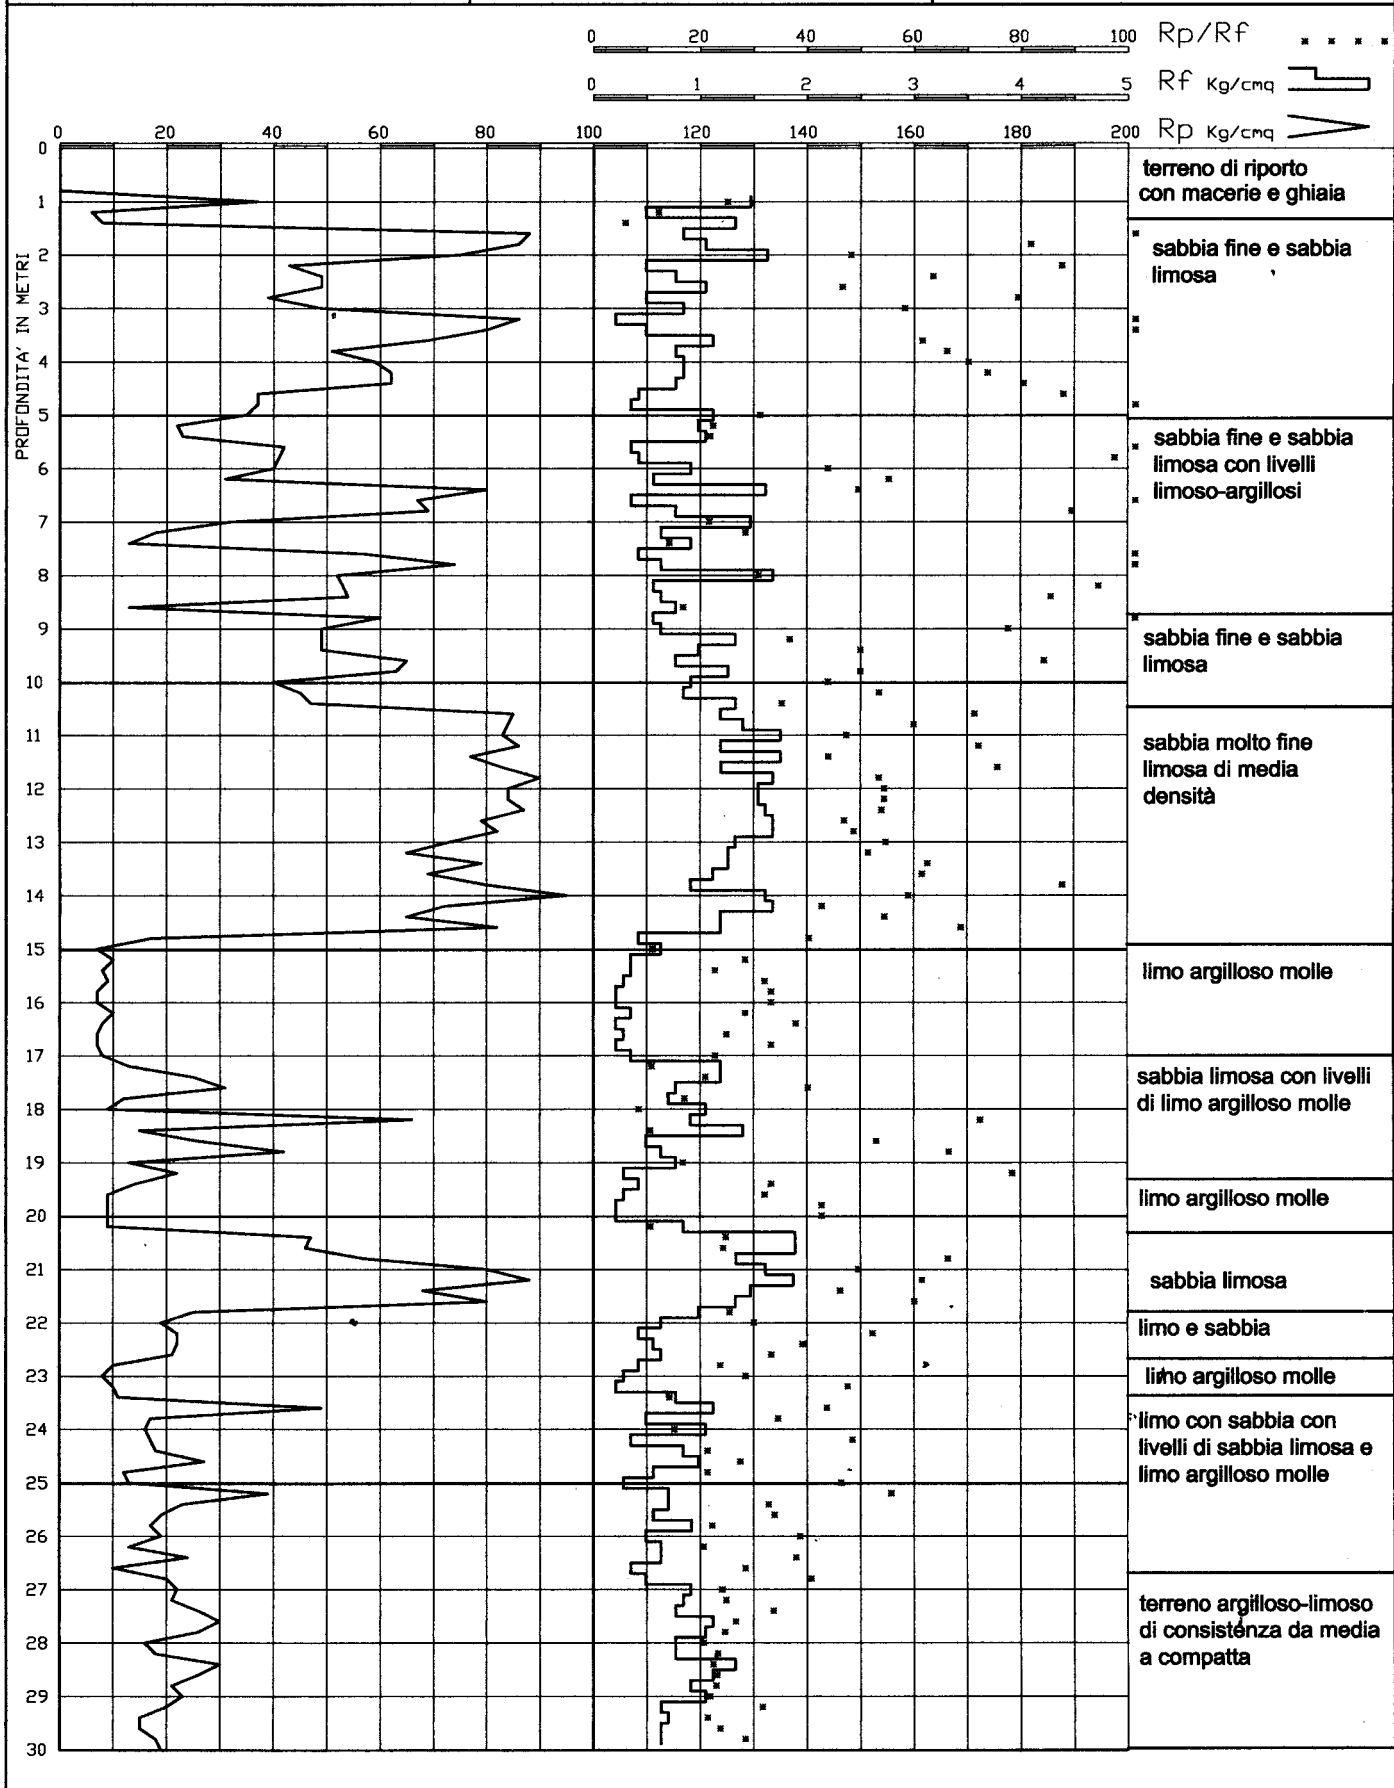 0 20 40 60 80 100 Rp/Rf
0 1 2 3 4 5 Rf Kg/cmq
0 20 40 60 80 100 120 140 160 180 200 Rp Kg/cmq
PROFONDITA' IN METRI
0
1
2
3
4
5
6
7
8
9
10
11
12
13
14
15
16
17
18
19
20
21
22
23
24
25
26
27
28
29
30
terreno di riporto
con macerie e ghiaia
sabbia fine e sabbia
limosa
sabbia fine e sabbia
limosa con livelli
limoso-argillosi
sabbia fine e sabbia
limosa
sabbia molto fine
limosa di media
densità
limo argilloso molle
sabbia limosa con livelli
di limo argilloso molle
limo argilloso molle
sabbia limosa
limo e sabbia
limo argilloso molle
limo con sabbia con
livelli di sabbia limosa e
limo argilloso molle
terreno argilloso-limoso
di consistenza da media
a compatta